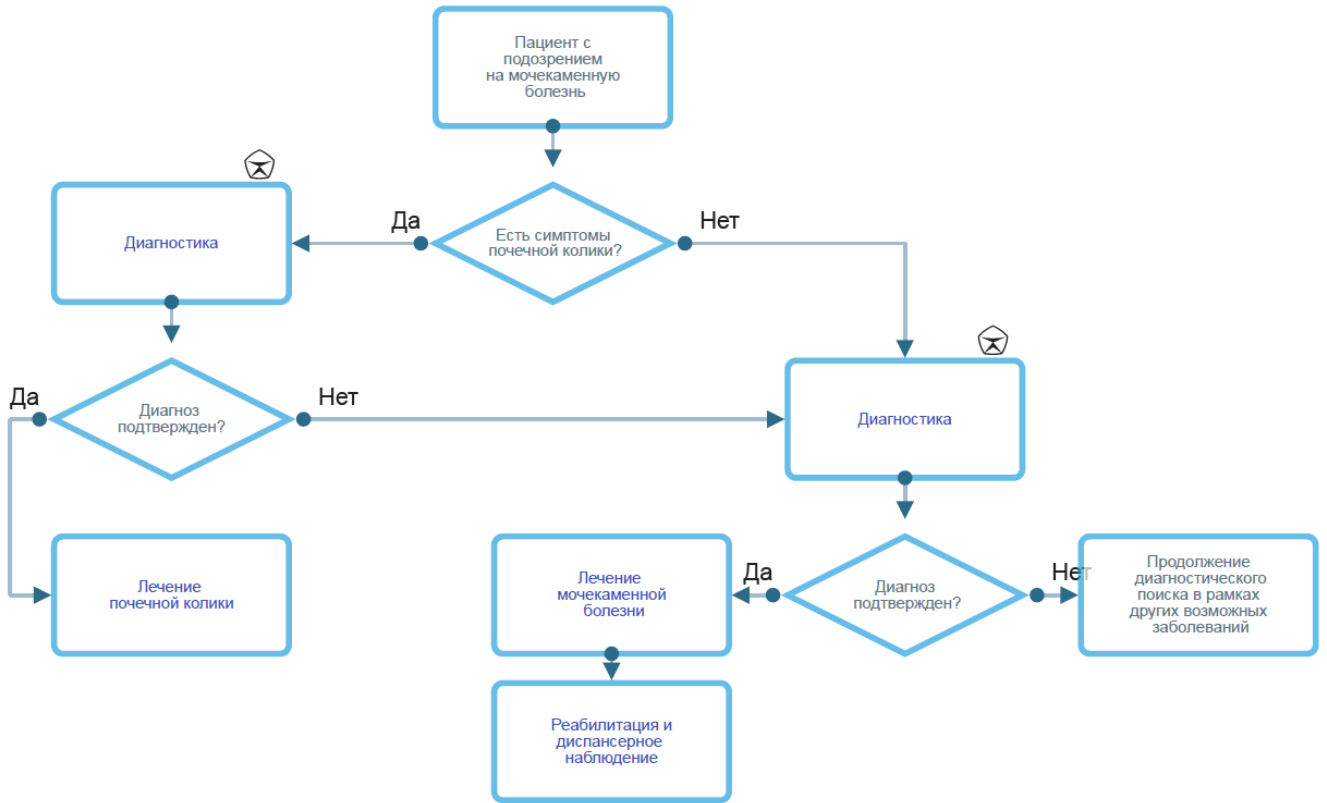 Пациент с
подозрением
на мочекаменную
болезнь
Да
Нет
Диагностика
Есть симптомы
почечной колики?
Да
Нет
Диагноз
подтвержден?
Диагностика
Лечение
почечной колики
Лечение
мочекаменной
болезни
Да
Диагноз
подтвержден?
Нет
Продолжение
диагностического
поиска в рамках
других возможных
заболеваний
Реабилитация и
диспансерное
наблюдение